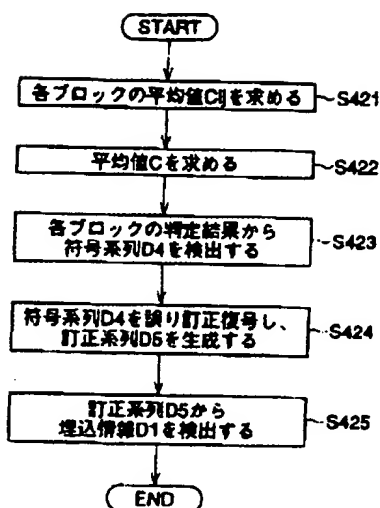 START
各ブロックの平均値Cijを求める
S421
平均値Cを求める
S422
各ブロックの判定結果から
符号系列D4を検出する
S423
符号系列D4を誤り訂正復号し、
訂正系列D5を生成する
S424
訂正系列D5から
埋込情報D1を検出する
S425
END